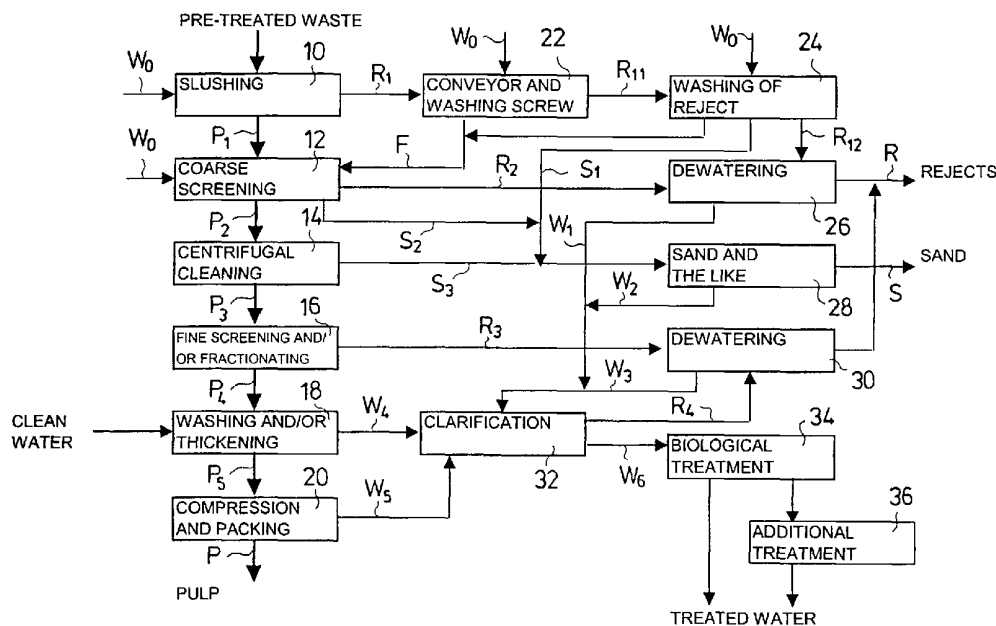 PRE-TREATED WASTE
W0
SLUSHING
10
R1
W0
22
CONVEYOR AND
WASHING SCREW
R11
W0
24
WASHING OF
REJECT
P1
W0
12
COARSE
SCREENING
F
R2
S1
R12
DEWATERING
26
R
REJECTS
P2
14
S2
W1
CENTRIFUGAL
CLEANING
S3
SAND AND
THE LIKE
28
S
SAND
W2
P3
16
FINE SCREENING AND/
OR FRACTIONATING
R3
DEWATERING
30
P4
18
W3
R4
CLEAN
WATER
WASHING AND/OR
THICKENING
W4
CLARIFICATION
32
W6
34
BIOLOGICAL
TREATMENT
P5
20
COMPRESSION
AND PACKING
W5
36
ADDITIONAL
TREATMENT
P
PULP
TREATED WATER